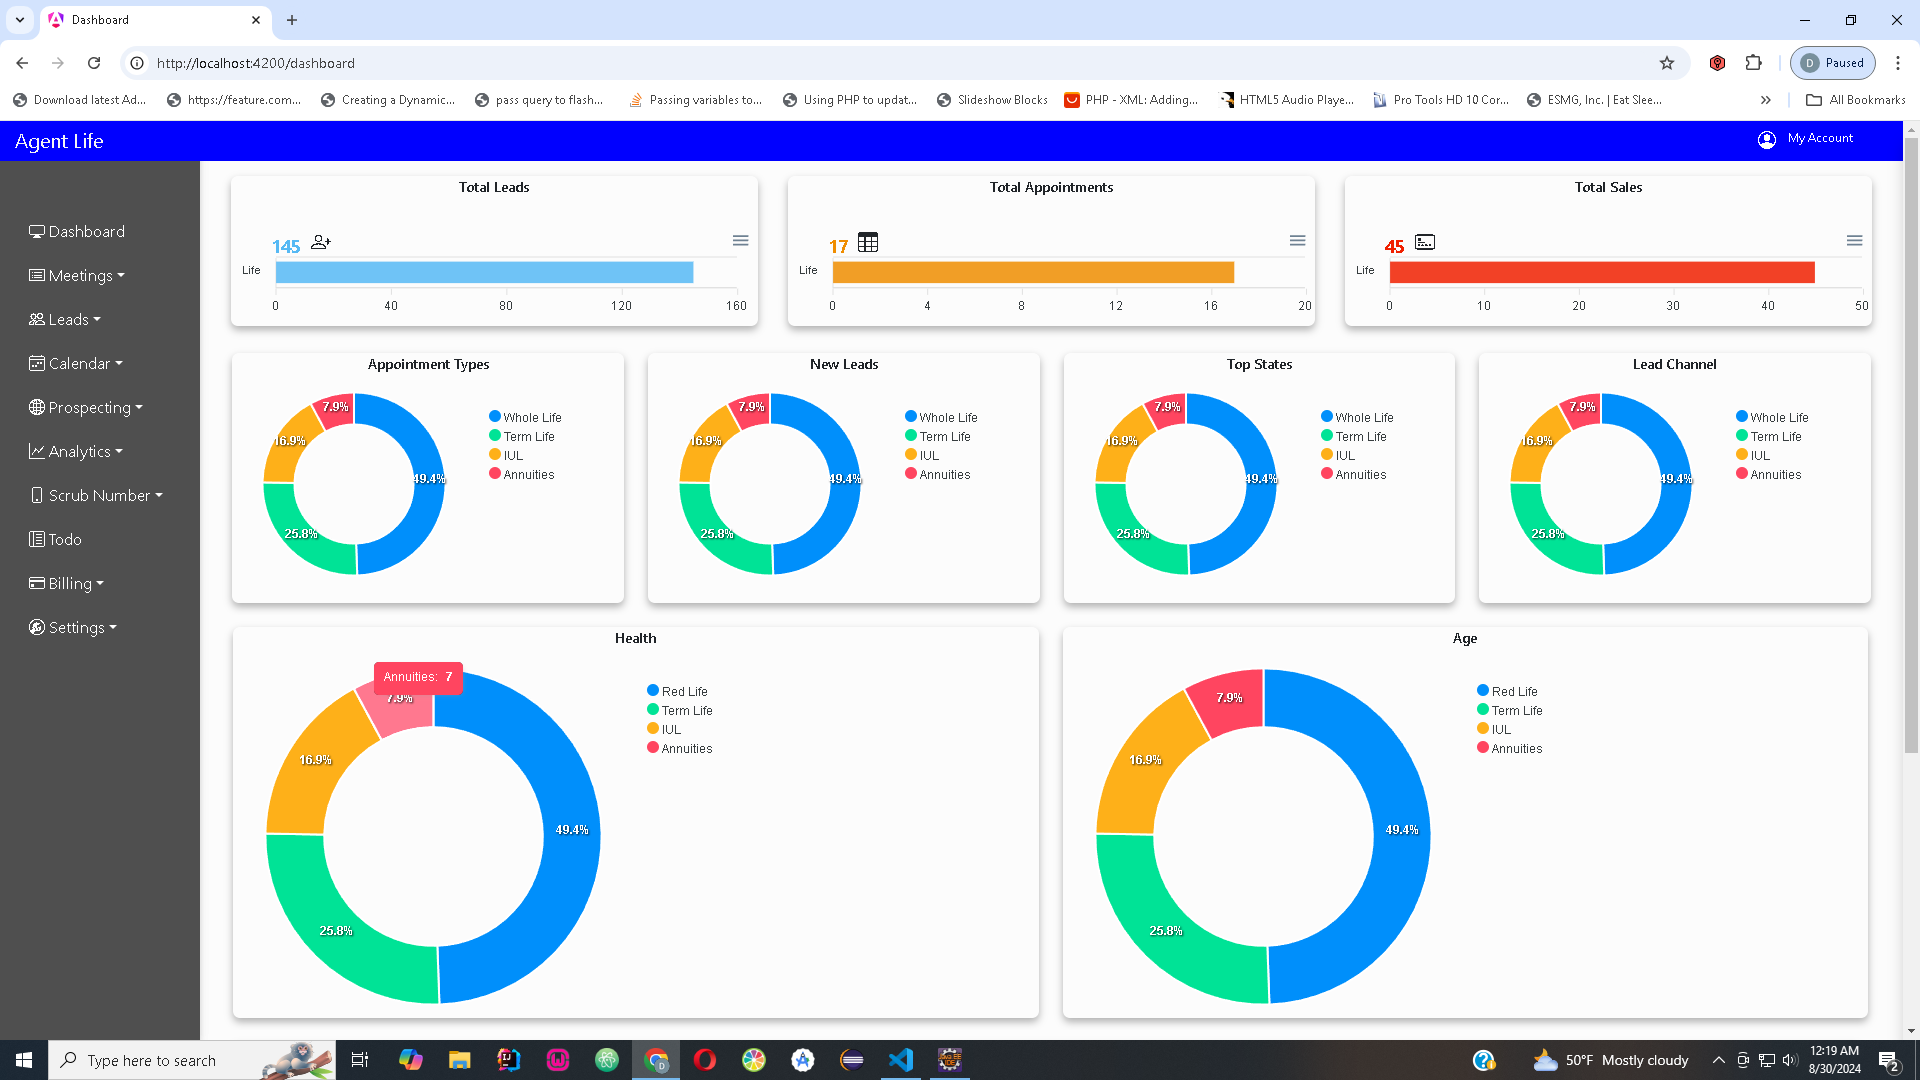 Dashboard
http://localhost:4200/dashboard
D Paused
Download latest Ad...
https://feature.com...
Creating a Dynamic...
pass query to flash...
Passing variables to...
Using PHP to updat...
Slideshow Blocks
PHP - XML: Adding...
HTML5 Audio Playe...
Pro Tools HD 10 Cor...
ESMG, Inc. | Eat Slee...
All Bookmarks
Agent Life
My Account
Dashboard
Meetings
Leads
Calendar
Prospecting
Analytics
Scrub Number
Todo
Billing
Settings
Total Leads
145
Life
0 40 80 120 160
Total Appointments
17
Life
0 4 8 12 16 20
Total Sales
45
Life
0 10 20 30 40 50
Appointment Types
7.9%
16.9%
49.4%
25.8%
Whole Life
Term Life
IUL
Annuities
New Leads
7.9%
16.9%
49.4%
25.8%
Whole Life
Term Life
IUL
Annuities
Top States
7.9%
16.9%
49.4%
25.8%
Whole Life
Term Life
IUL
Annuities
Lead Channel
7.9%
16.9%
49.4%
25.8%
Whole Life
Term Life
IUL
Annuities
Health
Annuities: 7
7.9%
16.9%
49.4%
25.8%
Red Life
Term Life
IUL
Annuities
Age
7.9%
16.9%
49.4%
25.8%
Red Life
Term Life
IUL
Annuities
Type here to search
50°F Mostly cloudy
12:19 AM
8/30/2024
2